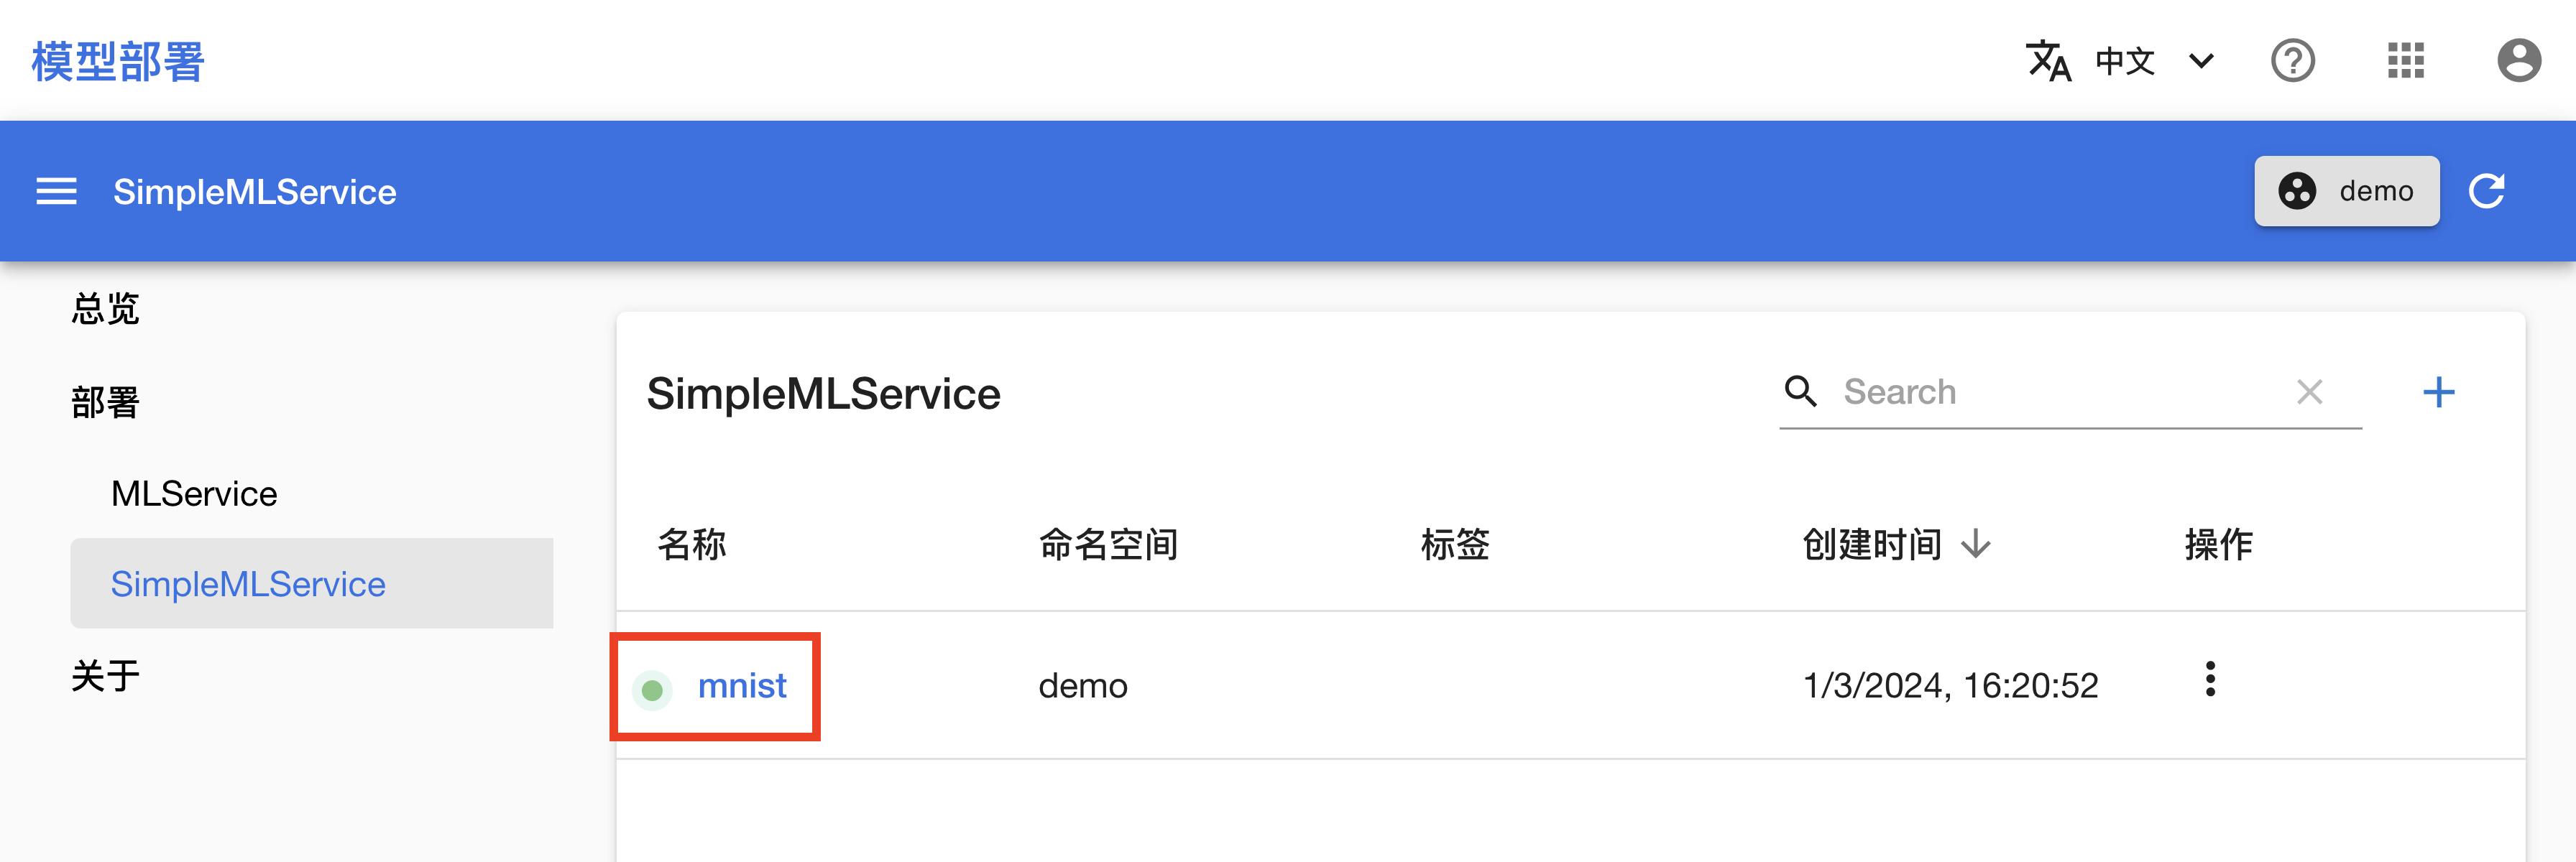 模型部署
中文
SimpleMLService
demo
总览
部署
MLService
SimpleMLService
关于
SimpleMLService
Search
名称 命名空间 标签 创建时间 操作
mnist demo 1/3/2024, 16:20:52